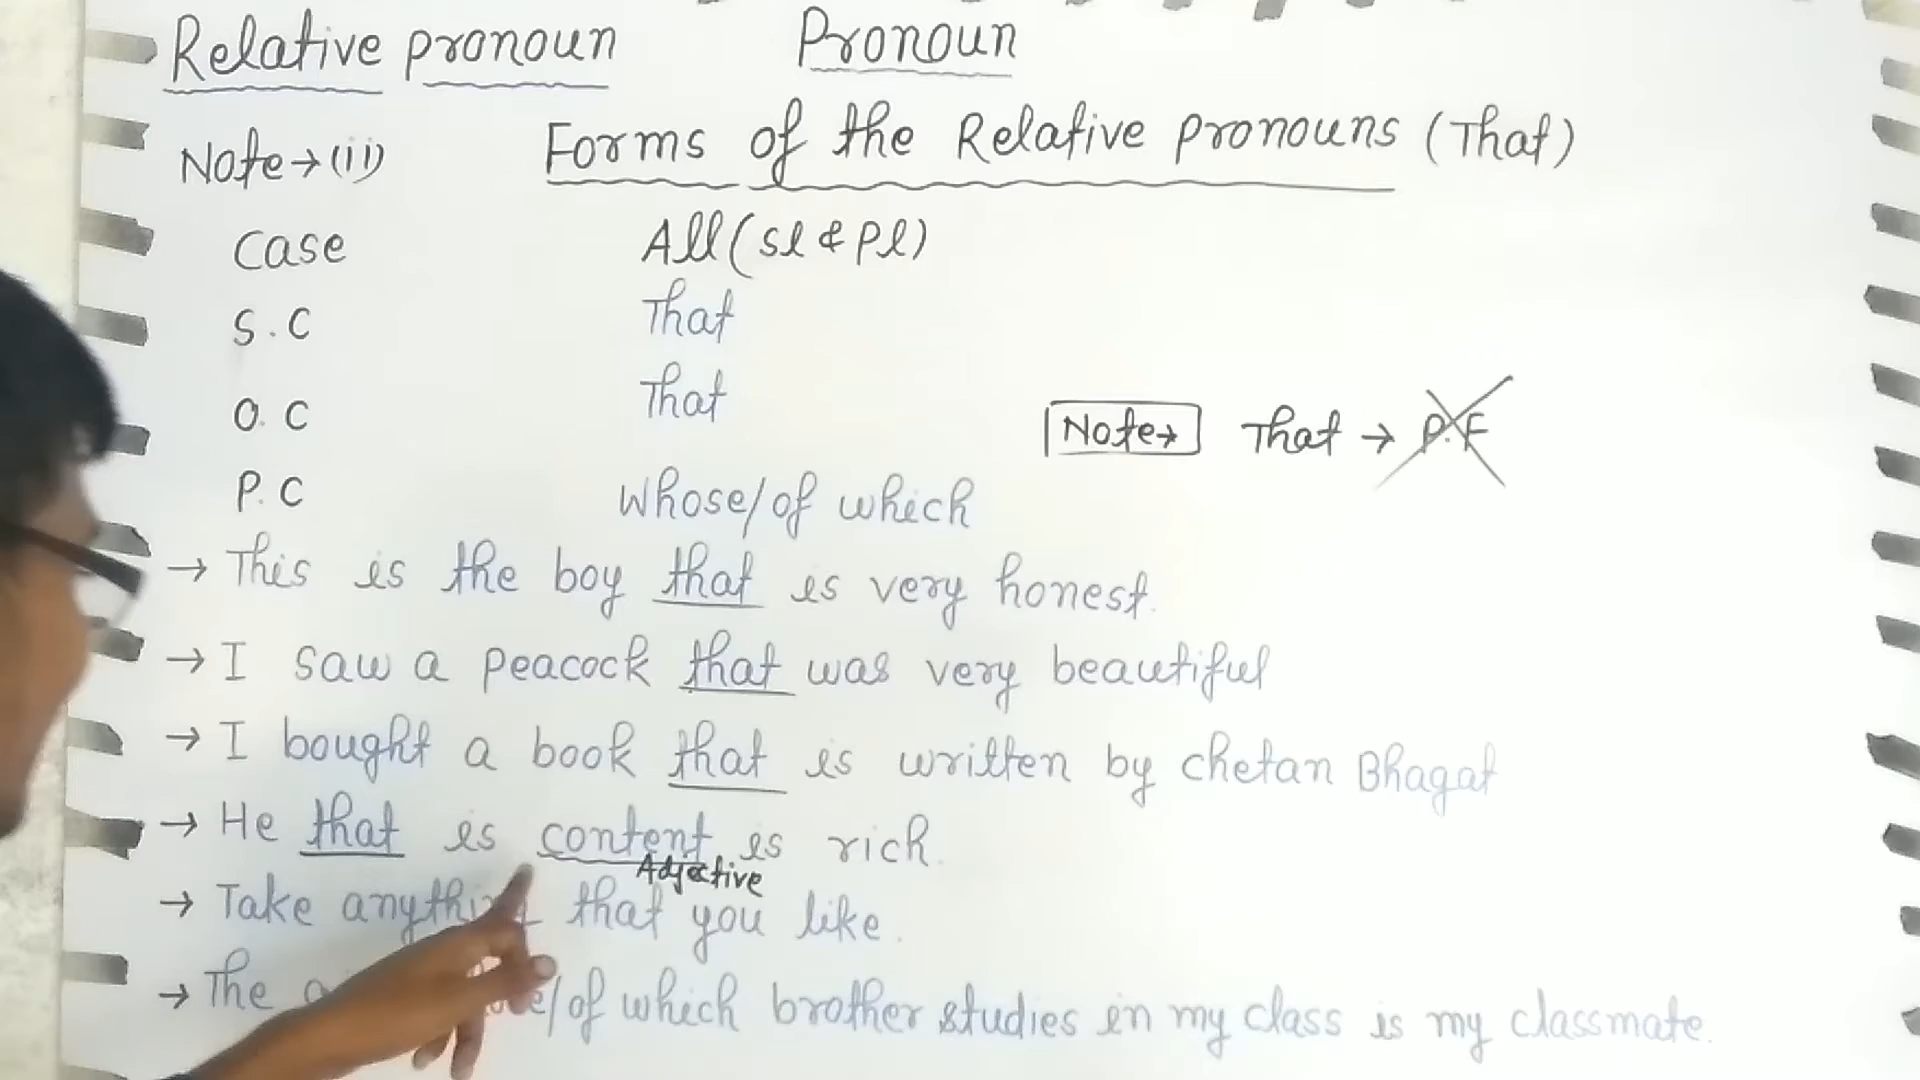 Relative pronoun Pronoun
Note→(ii) Forms of the Relative pronouns (That)
Case All (Sl & Pl)
S.C That
O.C That
Note→ That → P.F
P.C Whose/of which
→ This is the boy that is very honest.
→ I saw a peacock that was very beautiful
→ I bought a book that is written by chetan Bhagat
→ He that is content is rich.
Adjective
→ Take that you like.
→ The /of which brother studies in my class is my classmate.